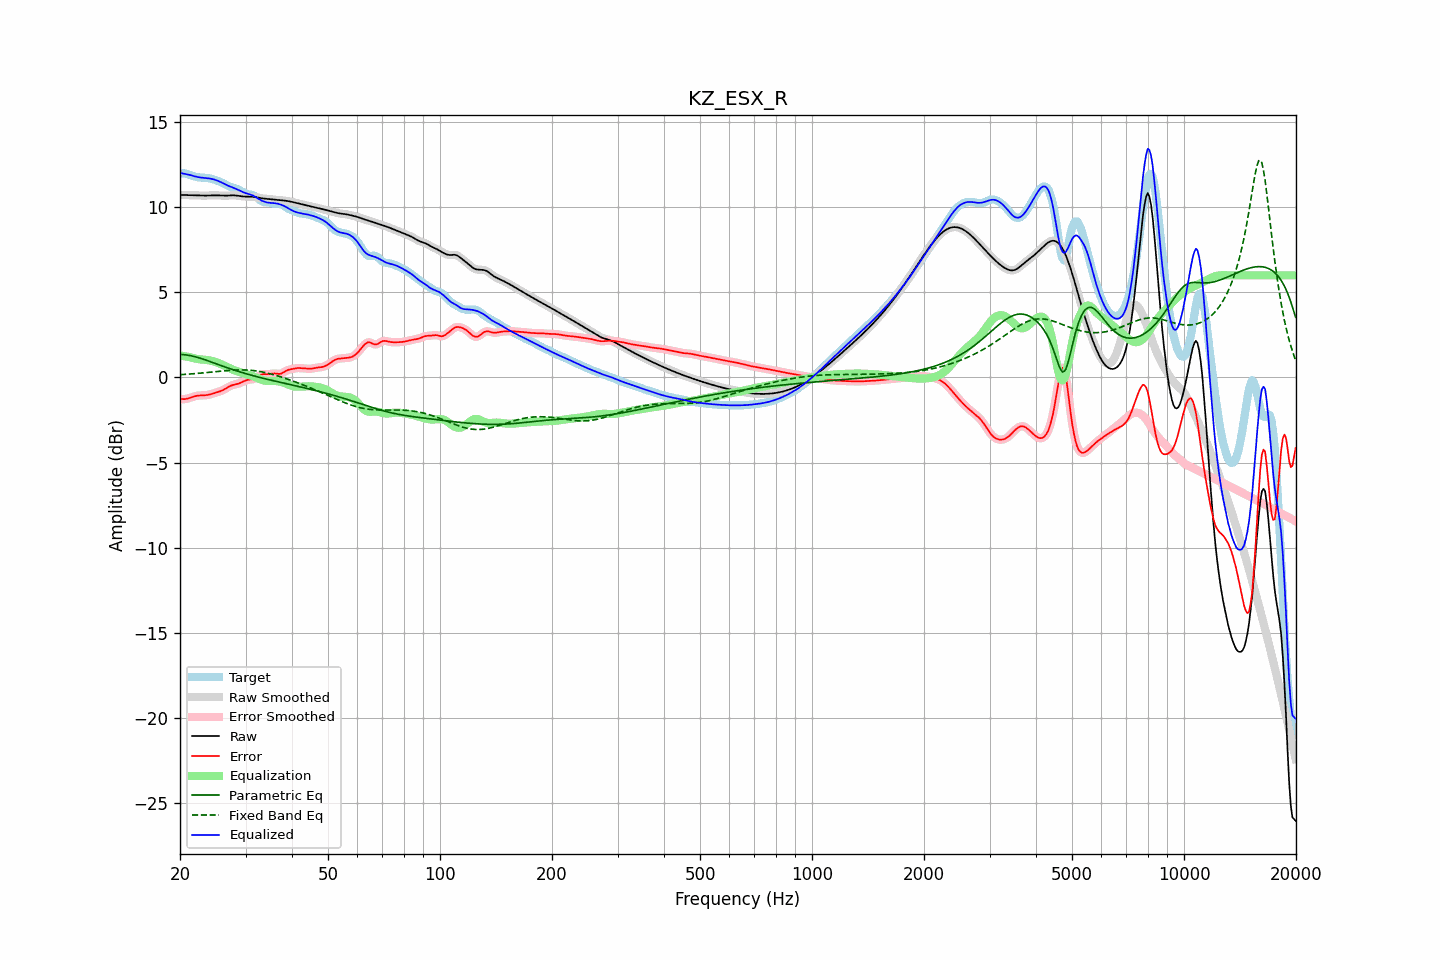 KZ_ESX_R
15
10
5
0
−5
−10
−15
−20
−25
Amplitude (dBr)
Target
Raw Smoothed
Error Smoothed
Raw
Error
Equalization
Parametric Eq
Fixed Band Eq
Equalized
20
50
100
200
500
1000
2000
5000
10000
20000
Frequency (Hz)